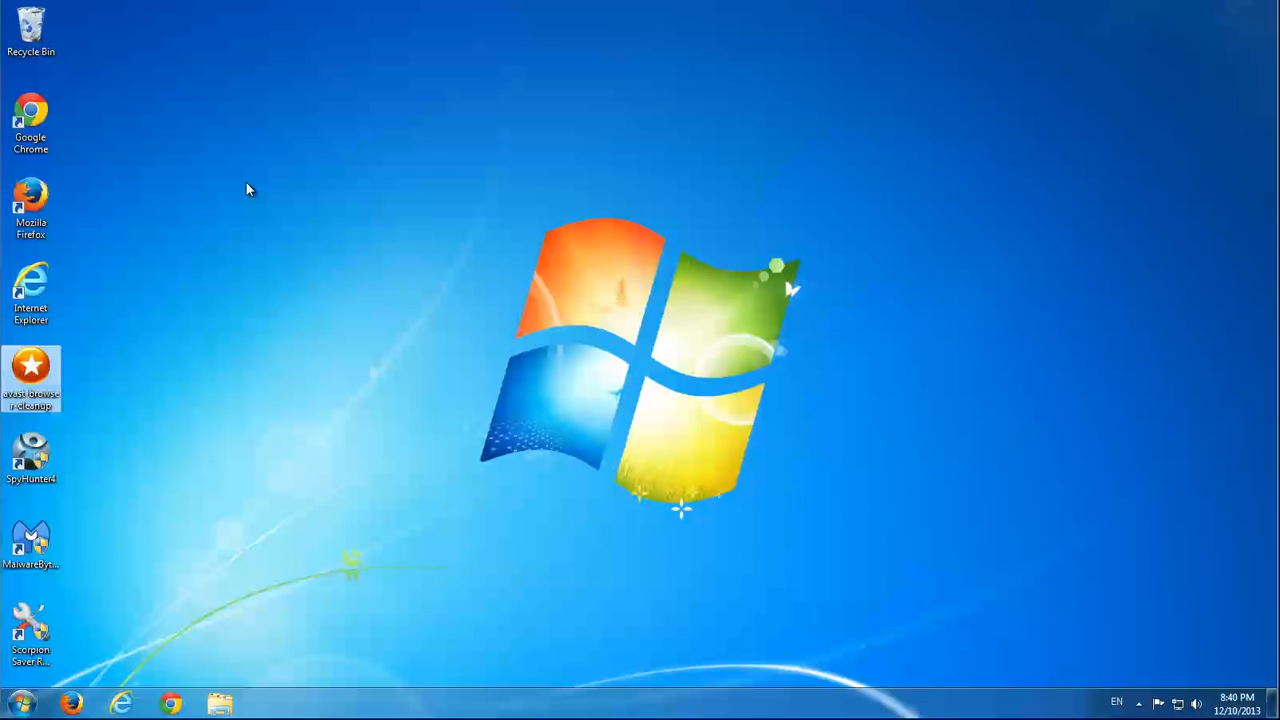 Recycle Bin
Google
Chrome
Mozilla
Firefox
Internet
Explorer
avast-browse
r-cleanup
SpyHunter4
MalwareByt...
Scorpion
Saver R...
EN
8:40 PM
12/10/2013